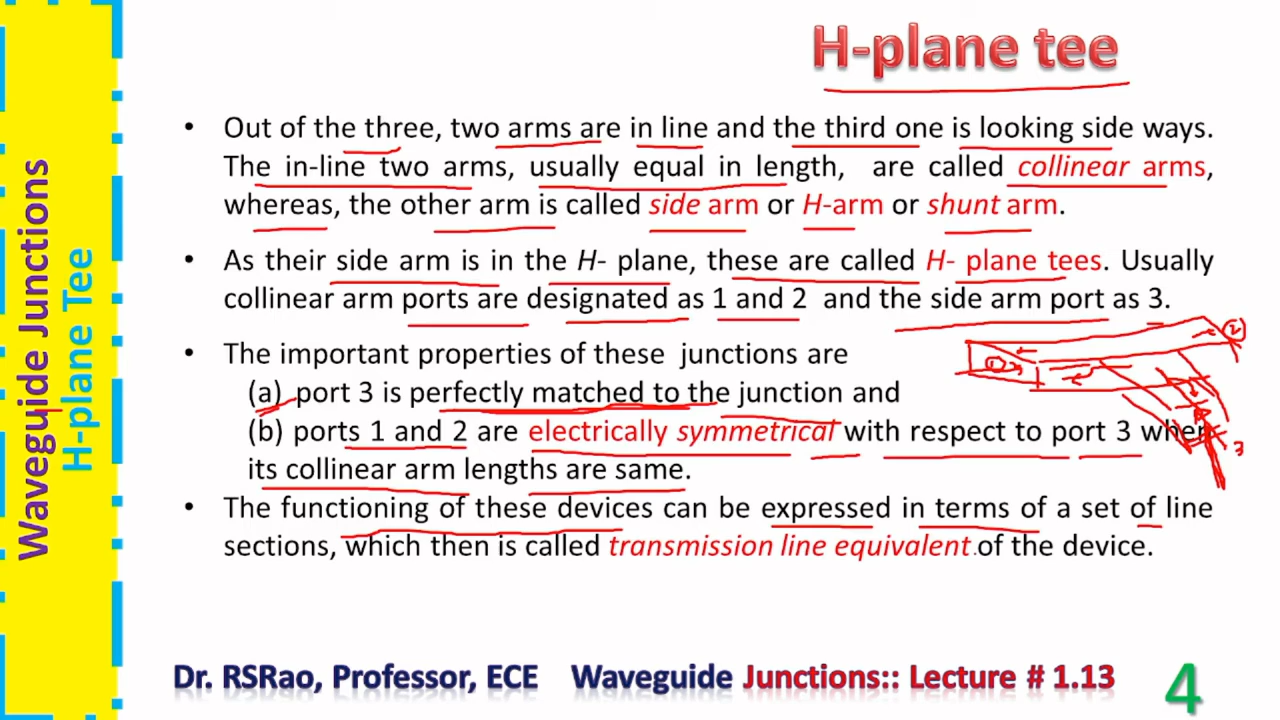 H-plane tee
Waveguide Junctions
H-plane Tee
• Out of the three, two arms are in line and the third one is looking side ways.
The in-line two arms, usually equal in length, are called collinear arms,
whereas, the other arm is called side arm or H-arm or shunt arm.
• As their side arm is in the H- plane, these are called H- plane tees. Usually
collinear arm ports are designated as 1 and 2 and the side arm port as 3.
• The important properties of these junctions are
(a) port 3 is perfectly matched to the junction and
(b) ports 1 and 2 are electrically symmetrical with respect to port 3 when
its collinear arm lengths are same.
• The functioning of these devices can be expressed in terms of a set of line
sections, which then is called transmission line equivalent of the device.
1
2
3
Dr. RSRao, Professor, ECE Waveguide Junctions:: Lecture # 1.13
4